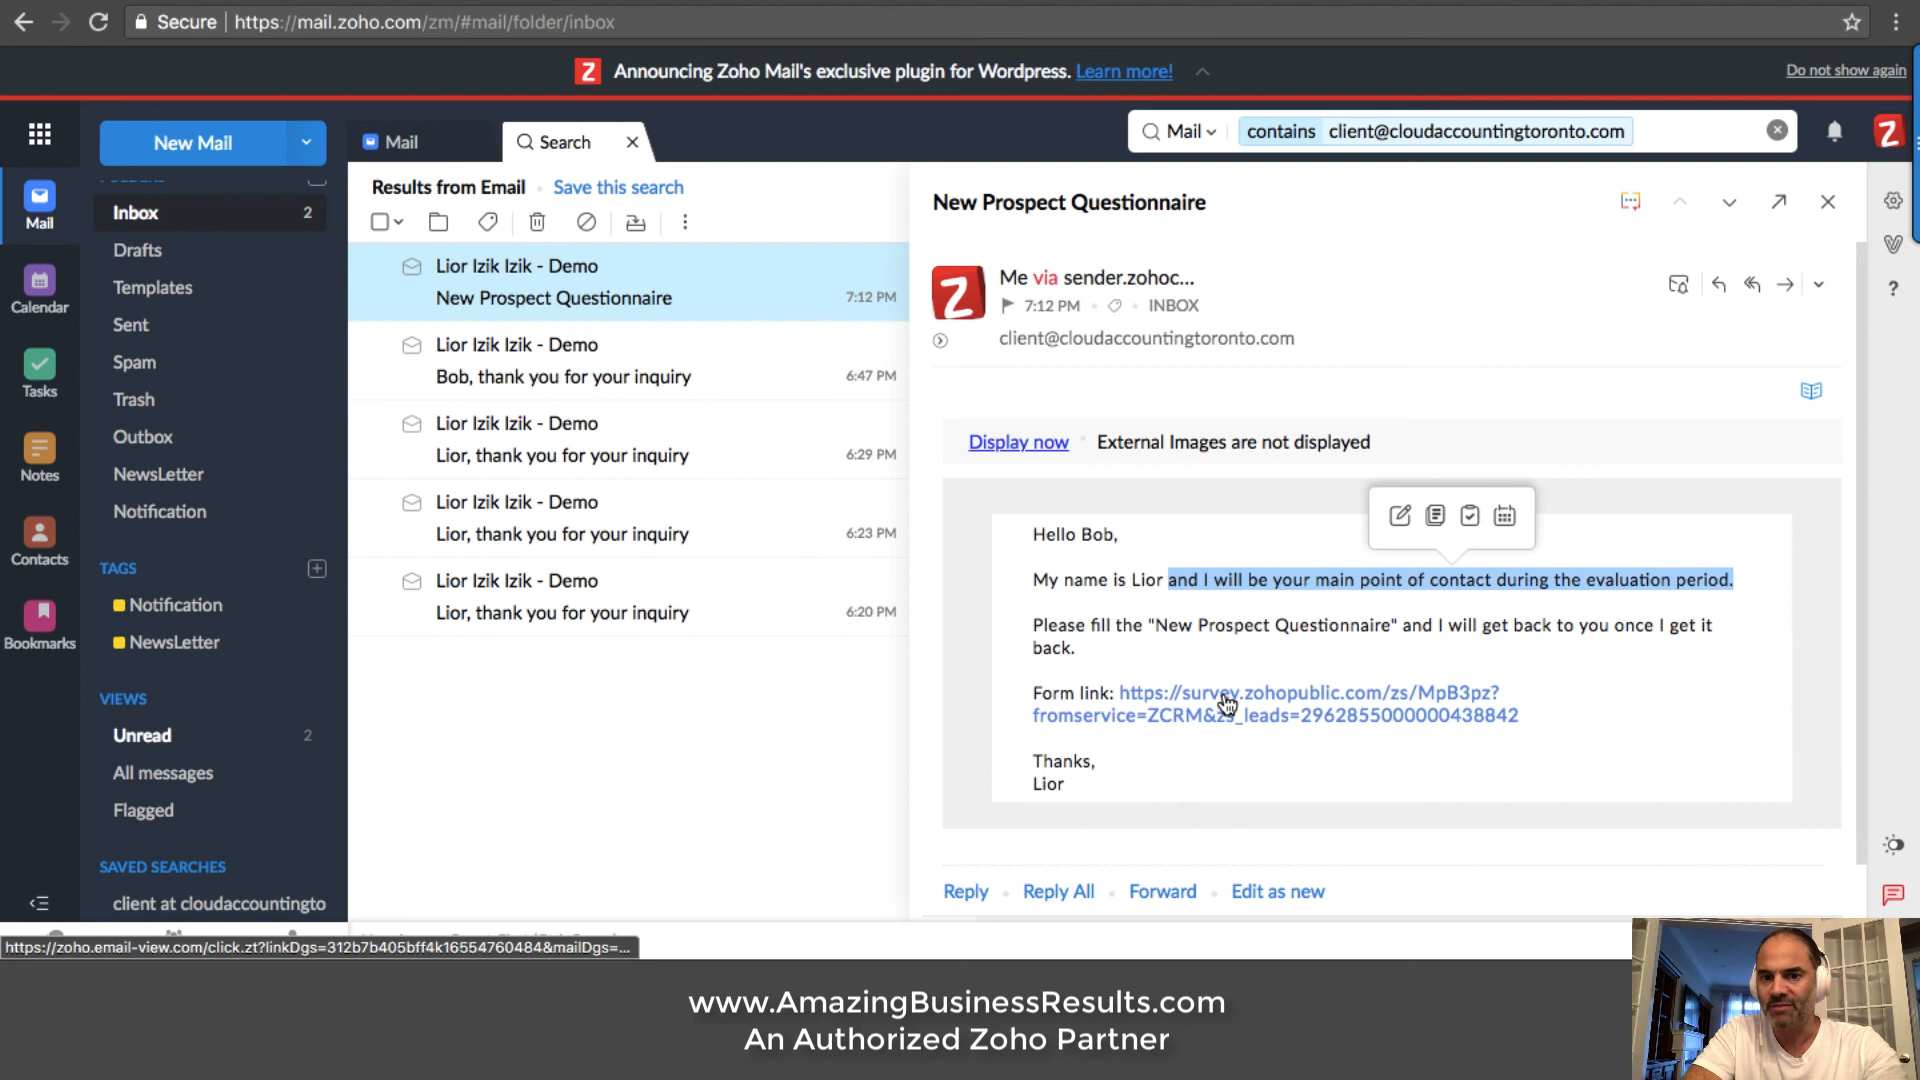 Secure https://mail.zoho.com/zm/#mail/folder/inbox
Z Announcing Zoho Mail's exclusive plugin for Wordpress. Learn more!
Do not show again
New Mail
Mail
Search
Mail
contains client@cloudaccountingtoronto.com
Z
Mail
Calendar
Tasks
Notes
Contacts
Bookmarks
Inbox 2
Drafts
Templates
Sent
Spam
Trash
Outbox
NewsLetter
Notification
TAGS
Notification
NewsLetter
VIEWS
Unread 2
All messages
Flagged
SAVED SEARCHES
client at cloudaccountingto
Results from Email Save this search
Lior Izik Izik - Demo
New Prospect Questionnaire 7:12 PM
Lior Izik Izik - Demo
Bob, thank you for your inquiry 6:47 PM
Lior Izik Izik - Demo
Lior, thank you for your inquiry 6:29 PM
Lior Izik Izik - Demo
Lior, thank you for your inquiry 6:23 PM
Lior Izik Izik - Demo
Lior, thank you for your inquiry 6:20 PM
New Prospect Questionnaire
Z
Me via sender.zohoc...
7:12 PM INBOX
client@cloudaccountingtoronto.com
Display now External Images are not displayed
Hello Bob,
My name is Lior and I will be your main point of contact during the evaluation period.
Please fill the "New Prospect Questionnaire" and I will get back to you once I get it
back.
Form link: https://survey.zohopublic.com/zs/MpB3pz?
fromservice=ZCRM&zs_leads=2962855000000438842
Thanks,
Lior
Reply Reply All Forward Edit as new
https://zoho.email-view.com/click.zt?linkDgs=312b7b405bff4k16554760484&mailDgs=...
www.AmazingBusinessResults.com
An Authorized Zoho Partner